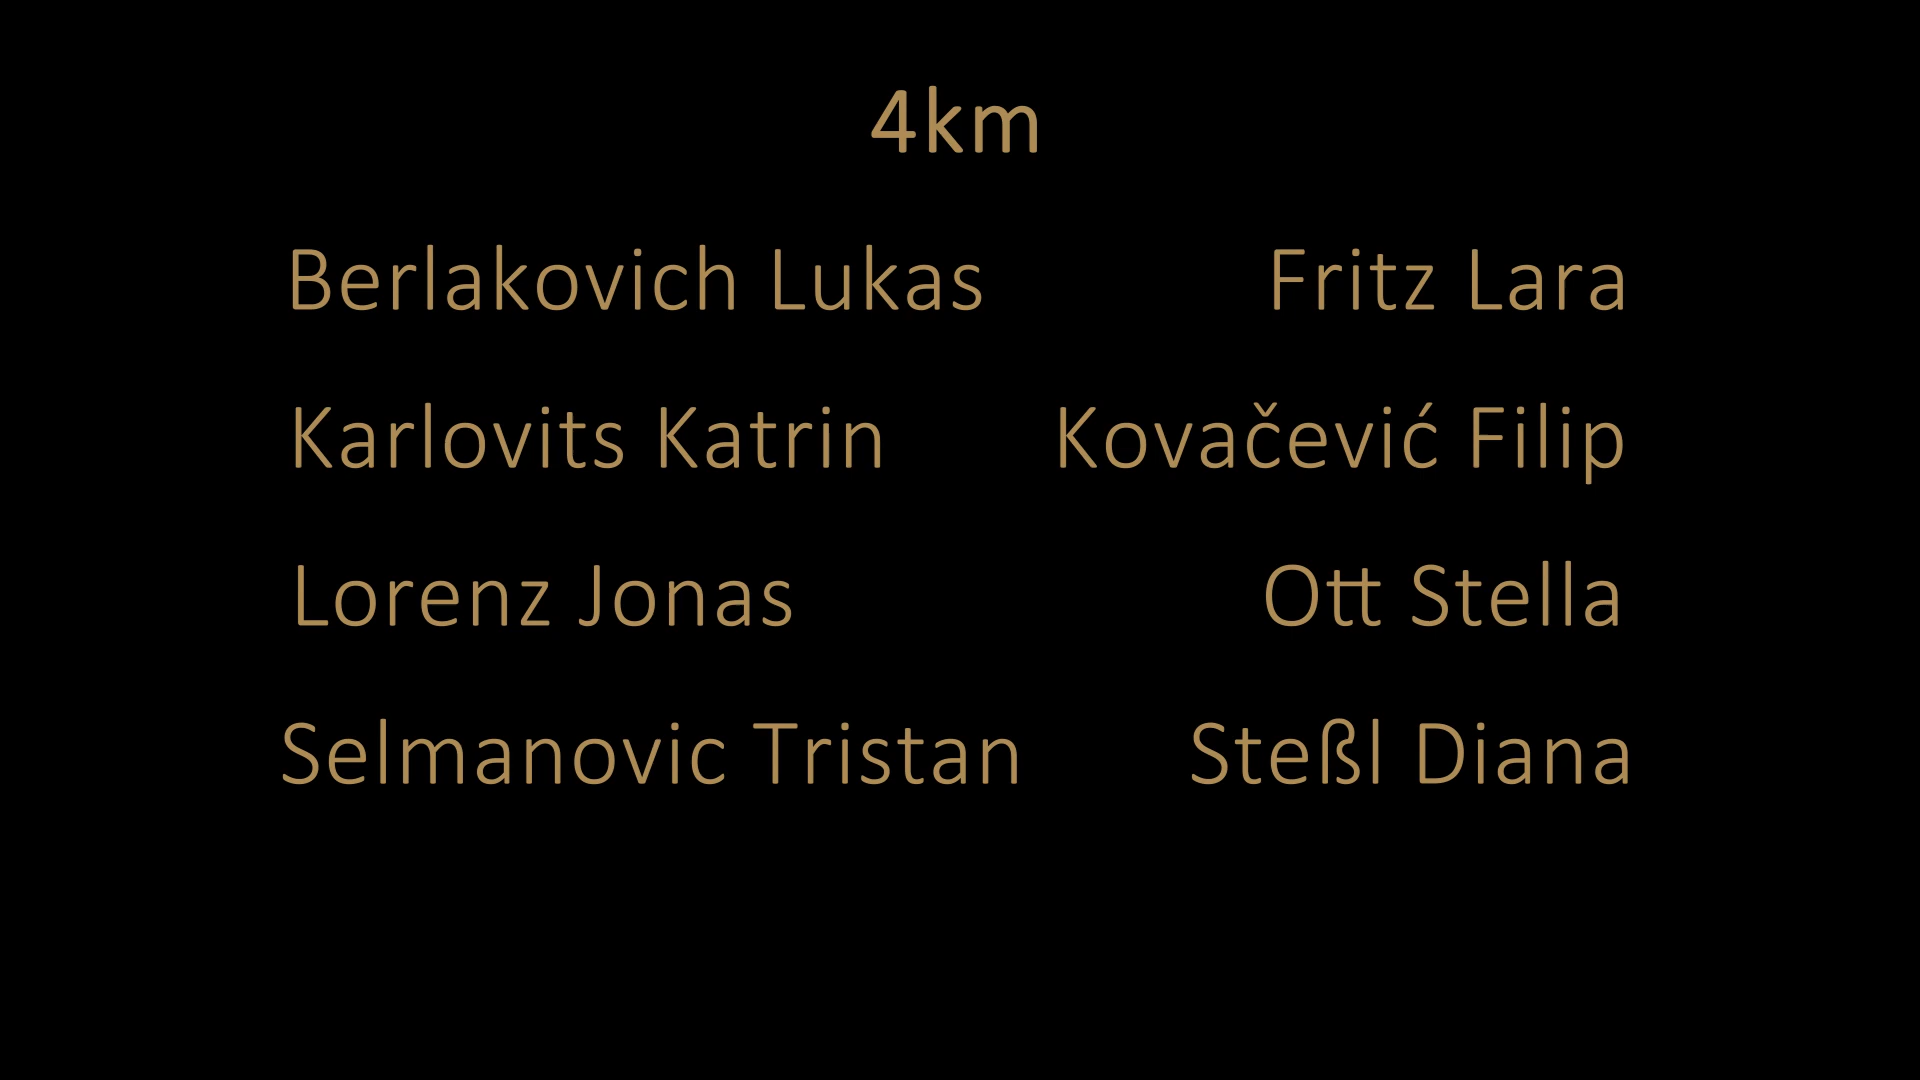 4km
Berlakovich Lukas Fritz Lara
Karlovits Katrin Kovačević Filip
Lorenz Jonas Ott Stella
Selmanovic Tristan Steßl Diana